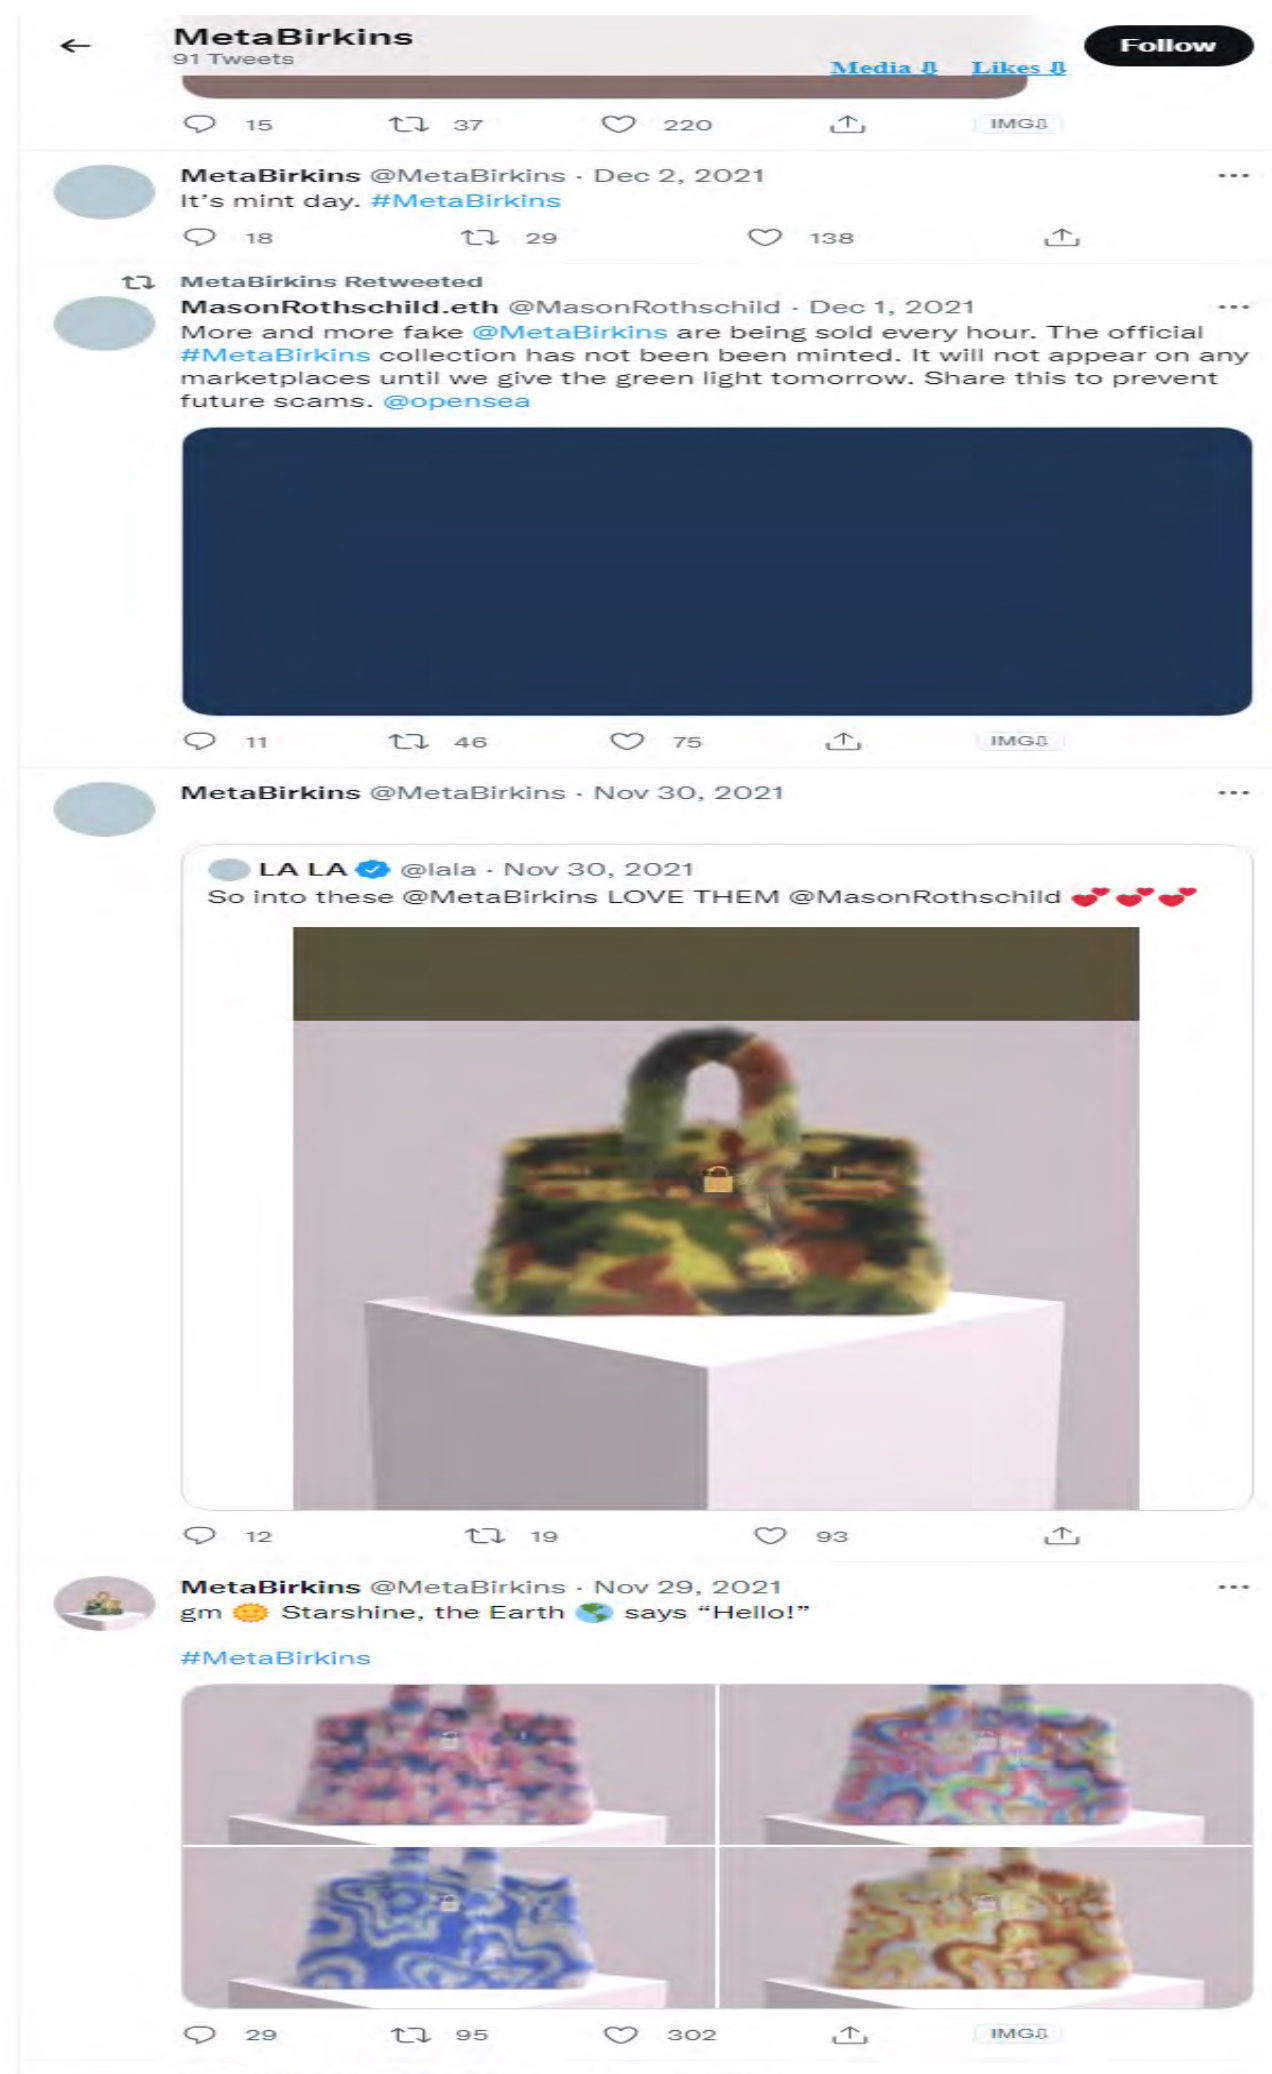 MetaBirkins
91 Tweets
Media ⇩ Likes ⇩
Follow
15 37 220 IMG⇩
MetaBirkins @MetaBirkins · Dec 2, 2021
It’s mint day. #MetaBirkins
18 29 138
MetaBirkins Retweeted
MasonRothschild.eth @MasonRothschild · Dec 1, 2021
More and more fake @MetaBirkins are being sold every hour. The official
#MetaBirkins collection has not been been minted. It will not appear on any
marketplaces until we give the green light tomorrow. Share this to prevent
future scams. @opensea
11 46 75 IMG⇩
MetaBirkins @MetaBirkins · Nov 30, 2021
LA LA @lala · Nov 30, 2021
So into these @MetaBirkins LOVE THEM @MasonRothschild 💕💕💕
12 19 93
MetaBirkins @MetaBirkins · Nov 29, 2021
gm 🌞 Starshine, the Earth 🌎 says “Hello!”
#MetaBirkins
29 95 302 IMG⇩